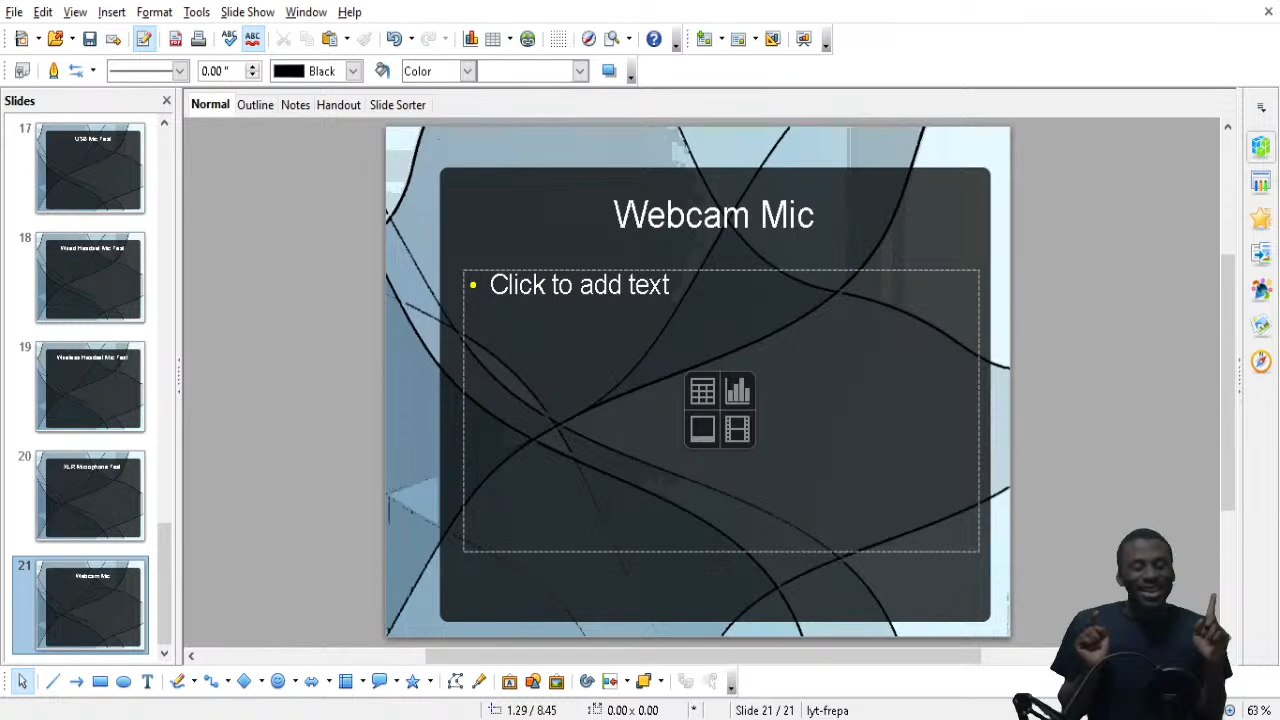 File Edit View Insert Format Tools Slide Show Window Help
0.00 " Black Color
Slides
Normal Outline Notes Handout Slide Sorter
17
USB Mic Test
18
Wired Headset Mic Test
19
Wireless Headset Mic Test
20
XLR Microphone Test
21
Webcam Mic
Webcam Mic
• Click to add text
1.29 / 8.45 0.00 x 0.00 * Slide 21 / 21 lyt-frepa 63 %